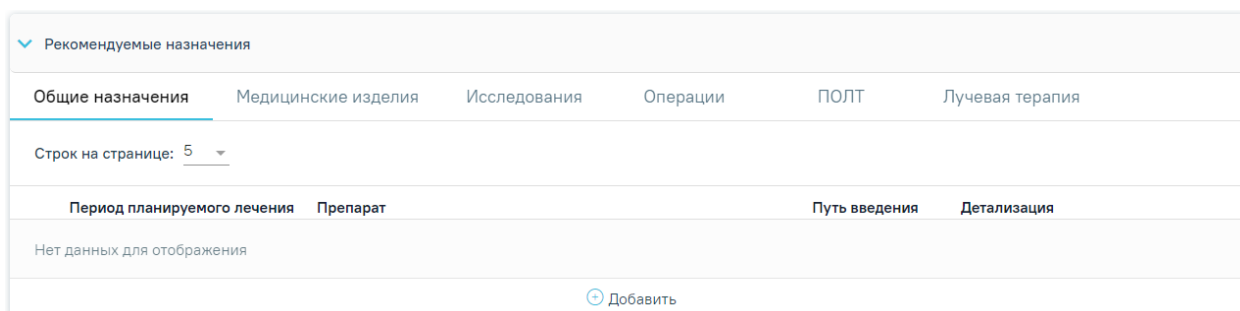 Рекомендуемые назначения
Общие назначения Медицинские изделия Исследования Операции ПОЛТ Лучевая терапия
Строк на странице: 5
Период планируемого лечения Препарат Путь введения Детализация
Нет данных для отображения
Добавить